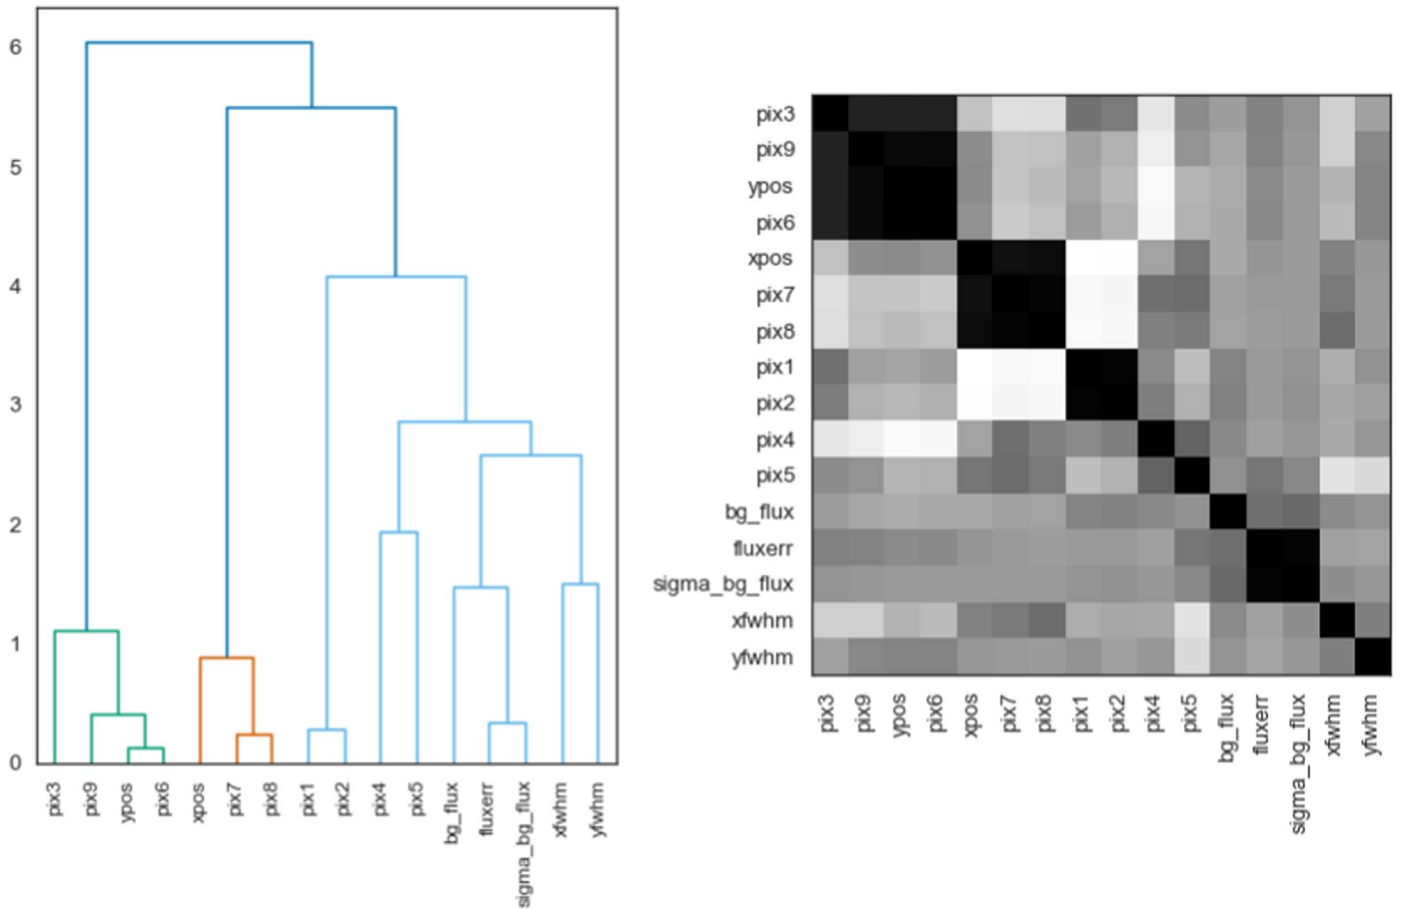 6
5
4
3
2
1
0
pix3
pix9
ypos
pix6
xpos
pix7
pix8
pix1
pix2
pix4
pix5
bg_flux
fluxerr
sigma_bg_flux
xfwhm
yfwhm
pix3
pix9
ypos
pix6
xpos
pix7
pix8
pix1
pix2
pix4
pix5
bg_flux
fluxerr
sigma_bg_flux
xfwhm
yfwhm
pix3
pix9
ypos
pix6
xpos
pix7
pix8
pix1
pix2
pix4
pix5
bg_flux
fluxerr
sigma_bg_flux
xfwhm
yfwhm